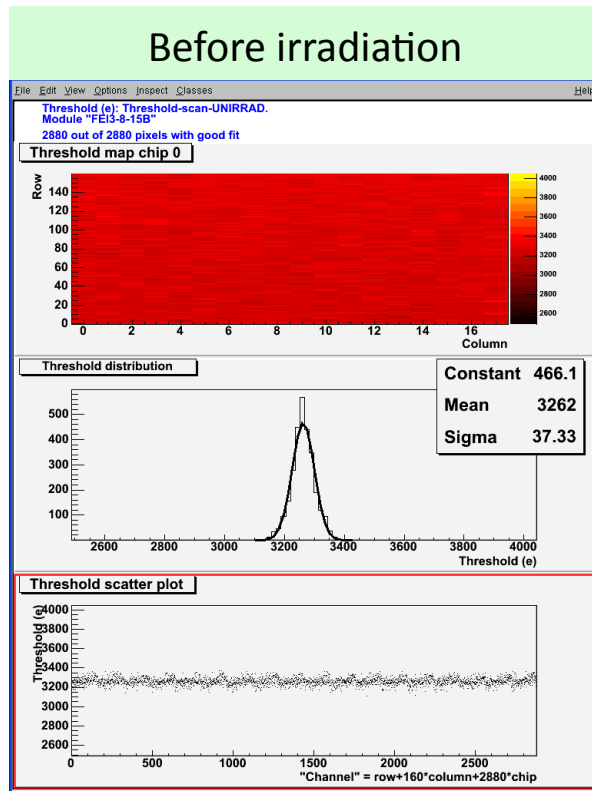 Before irradiation
File Edit View Options Inspect Classes Help
Threshold (e): Threshold-scan-UNIRRAD.
Module "FEI3-8-15B"
2880 out of 2880 pixels with good fit
Threshold map chip 0
Row
140
120
100
80
60
40
20
0
0 2 4 6 8 10 12 14 16
Column
4000
3800
3600
3400
3200
3000
2800
2600
Threshold distribution
Constant 466.1
Mean 3262
Sigma 37.33
500
400
300
200
100
2600 2800 3000 3200 3400 3600 3800 4000
Threshold (e)
Threshold scatter plot
Threshold (e)
4000
3800
3600
3400
3200
3000
2800
2600
0 500 1000 1500 2000 2500
"Channel" = row+160*column+2880*chip